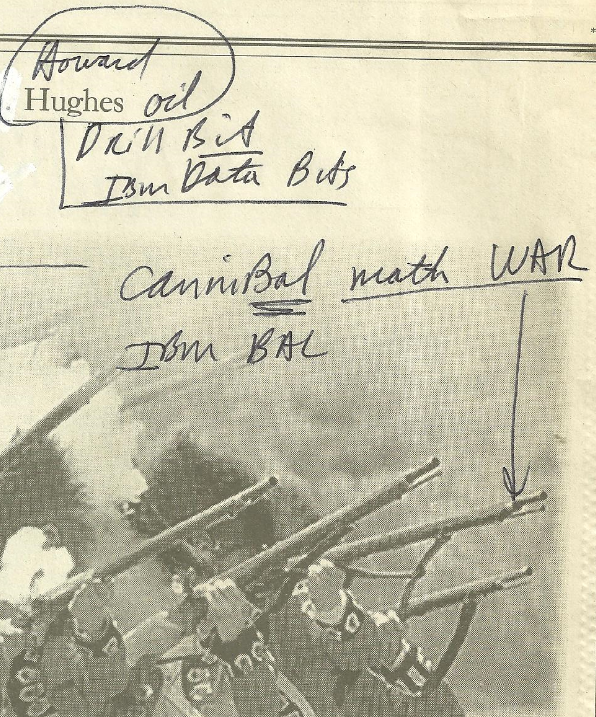 Howard
Hughes oil
Drill Bit
IBM Data Bits
CanniBal math WAR
IBM BAL